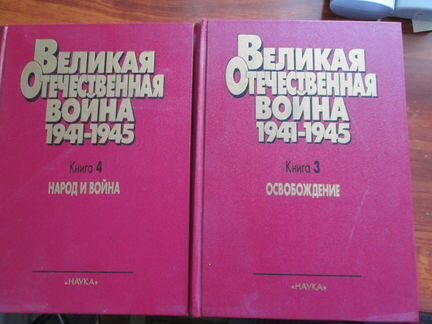 ВЕЛИКАЯ
ОТЕЧЕСТВЕННАЯ
ВОЙНА
1941-1945
Книга 4
НАРОД И ВОЙНА
«НАУКА»
ВЕЛИКАЯ
ОТЕЧЕСТВЕННАЯ
ВОЙНА
1941-1945
Книга 3
ОСВОБОЖДЕНИЕ
«НАУКА»